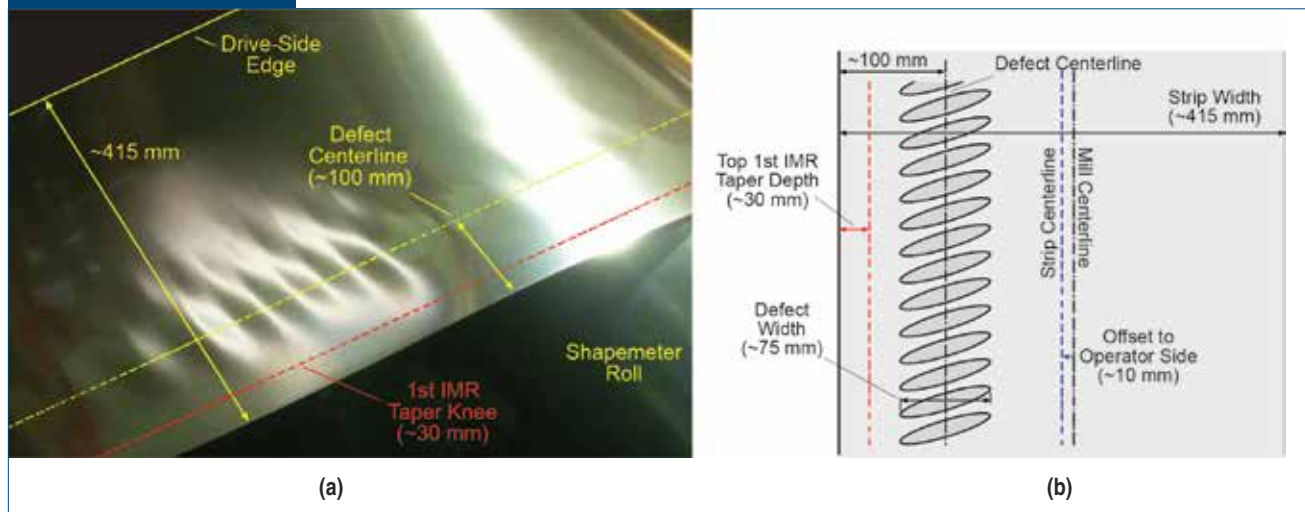 Drive-Side
Edge
~415 mm
Defect
Centerline
(~100 mm)
Shapemeter
Roll
1st IMR
Taper Knee
(~30 mm)
(a)
~100 mm
Defect Centerline
Strip Width
(~415 mm)
Top 1st IMR
Taper Depth
(~30 mm)
Strip Centerline
Mill Centerline
Defect
Width
(~75 mm)
Offset to
Operator Side
(~10 mm)
(b)